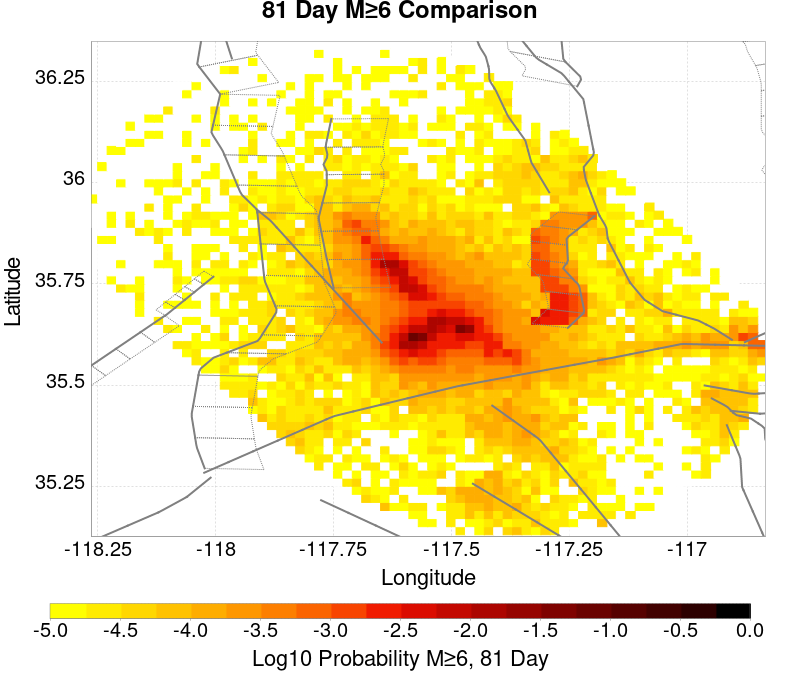 81 Day M≥6 Comparison
36.25
36
35.75
35.5
35.25
Latitude
-118.25 -118 -117.75 -117.5 -117.25 -117
Longitude
-5.0 -4.5 -4.0 -3.5 -3.0 -2.5 -2.0 -1.5 -1.0 -0.5 0.0
Log10 Probability M≥6, 81 Day